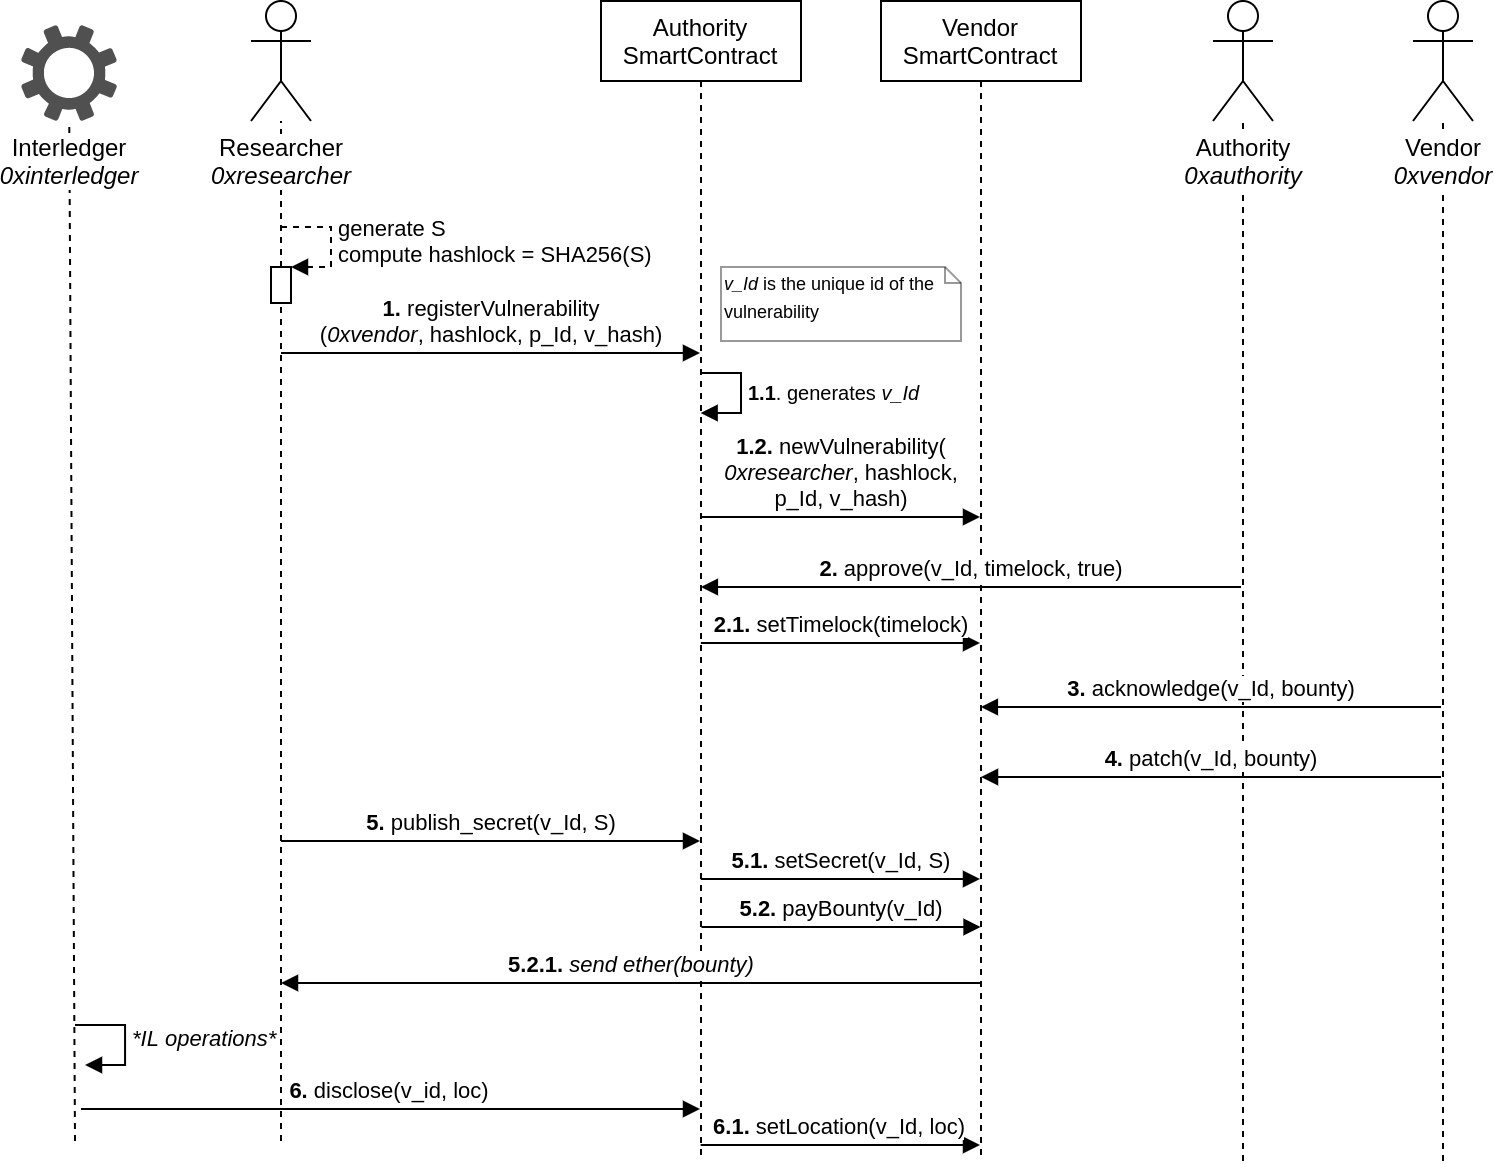 Authority
SmartContract
Vendor
SmartContract
Interledger
0xinterledger
Researcher
0xresearcher
Authority
0xauthority
Vendor
0xvendor
generate S
compute hashlock = SHA256(S)
v_Id is the unique id of the
vulnerability
1. registerVulnerability
(0xvendor, hashlock, p_Id, v_hash)
1.1. generates v_Id
1.2. newVulnerability(
0xresearcher, hashlock,
p_Id, v_hash)
2. approve(v_Id, timelock, true)
2.1. setTimelock(timelock)
3. acknowledge(v_Id, bounty)
4. patch(v_Id, bounty)
5. publish_secret(v_Id, S)
5.1. setSecret(v_Id, S)
5.2. payBounty(v_Id)
5.2.1. send ether(bounty)
*IL operations*
6. disclose(v_id, loc)
6.1. setLocation(v_Id, loc)